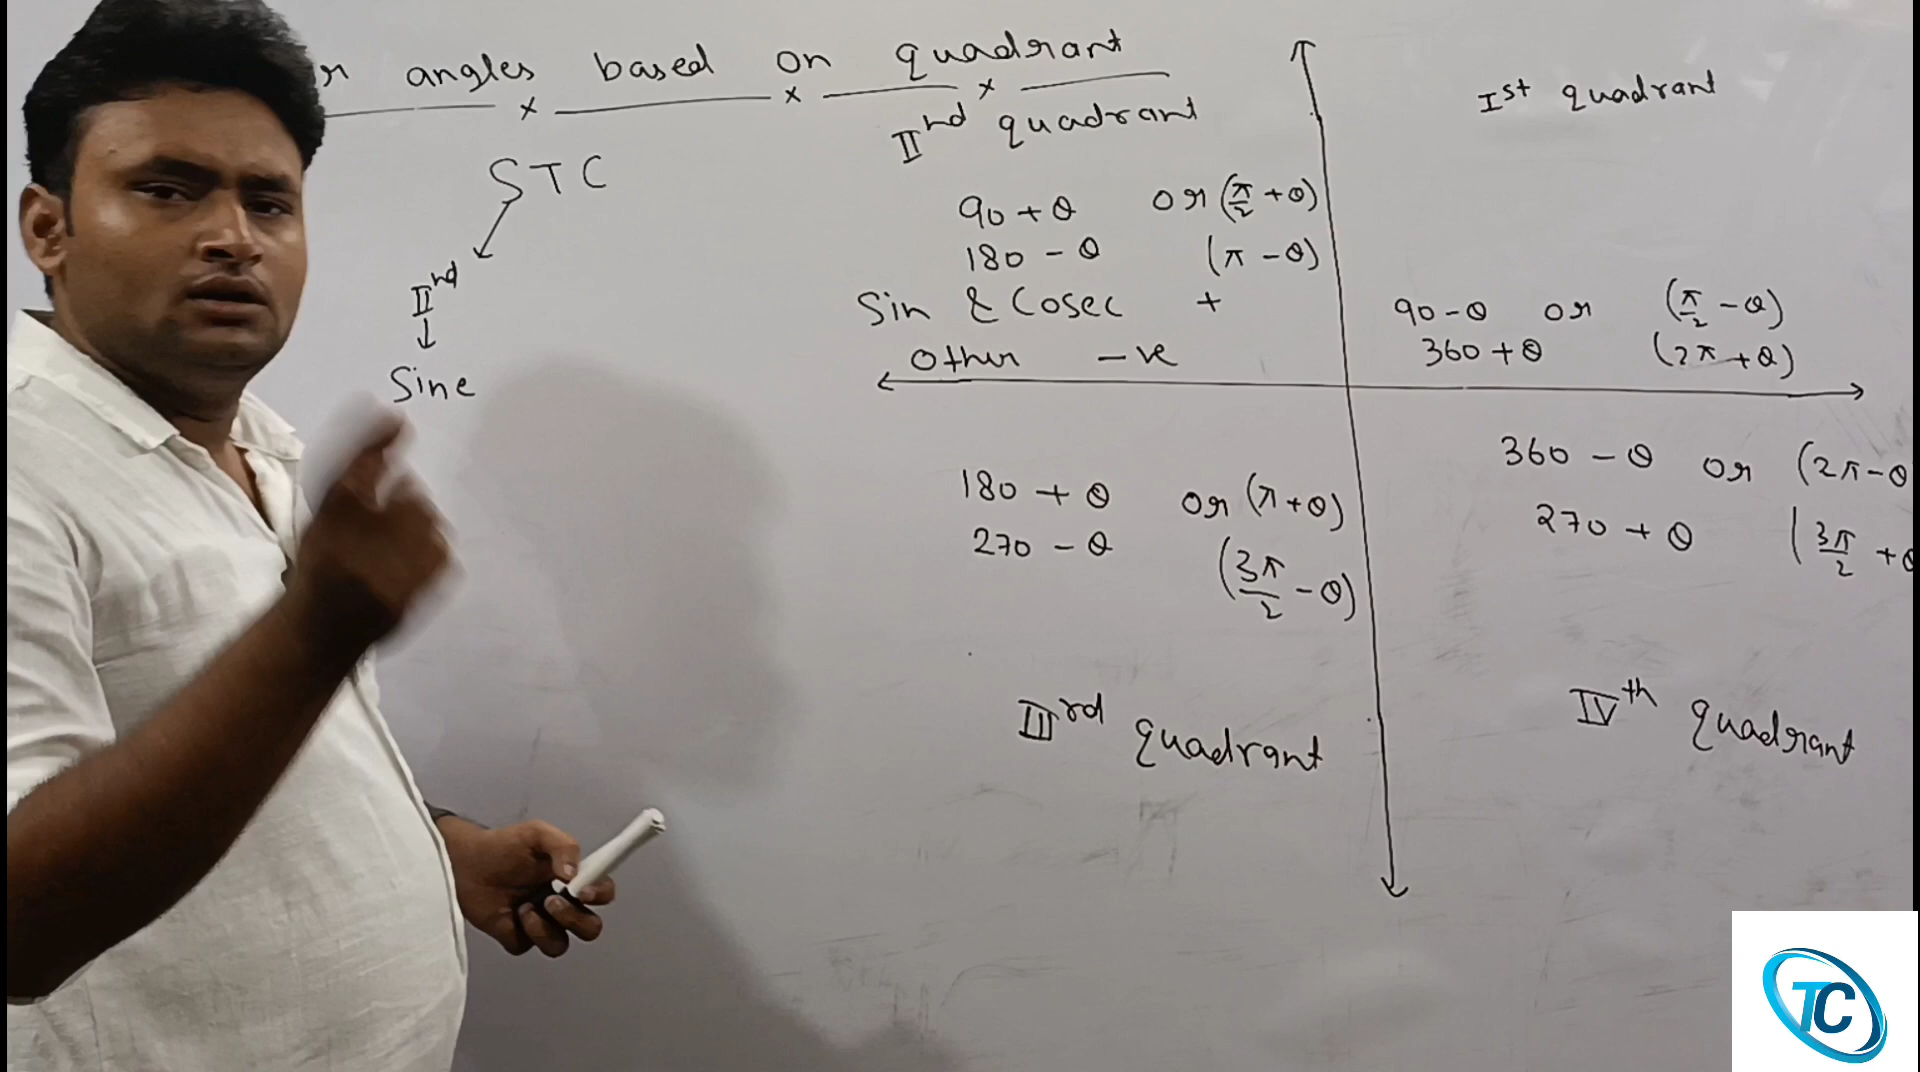 angles based on quadrant
STC
IInd
Sine
IInd quadrant
90 + θ or (π/2 + θ)
180 - θ (π - θ)
Sin & Cosec +
Other -ve
Ist quadrant
90 - θ or (π/2 - θ)
360 + θ (2π + θ)
180 + θ or (π + θ)
270 - θ (3π/2 - θ)
IIIrd quadrant
360 - θ or (2π - θ
270 + θ (3π/2 + θ
IVth quadrant
TC